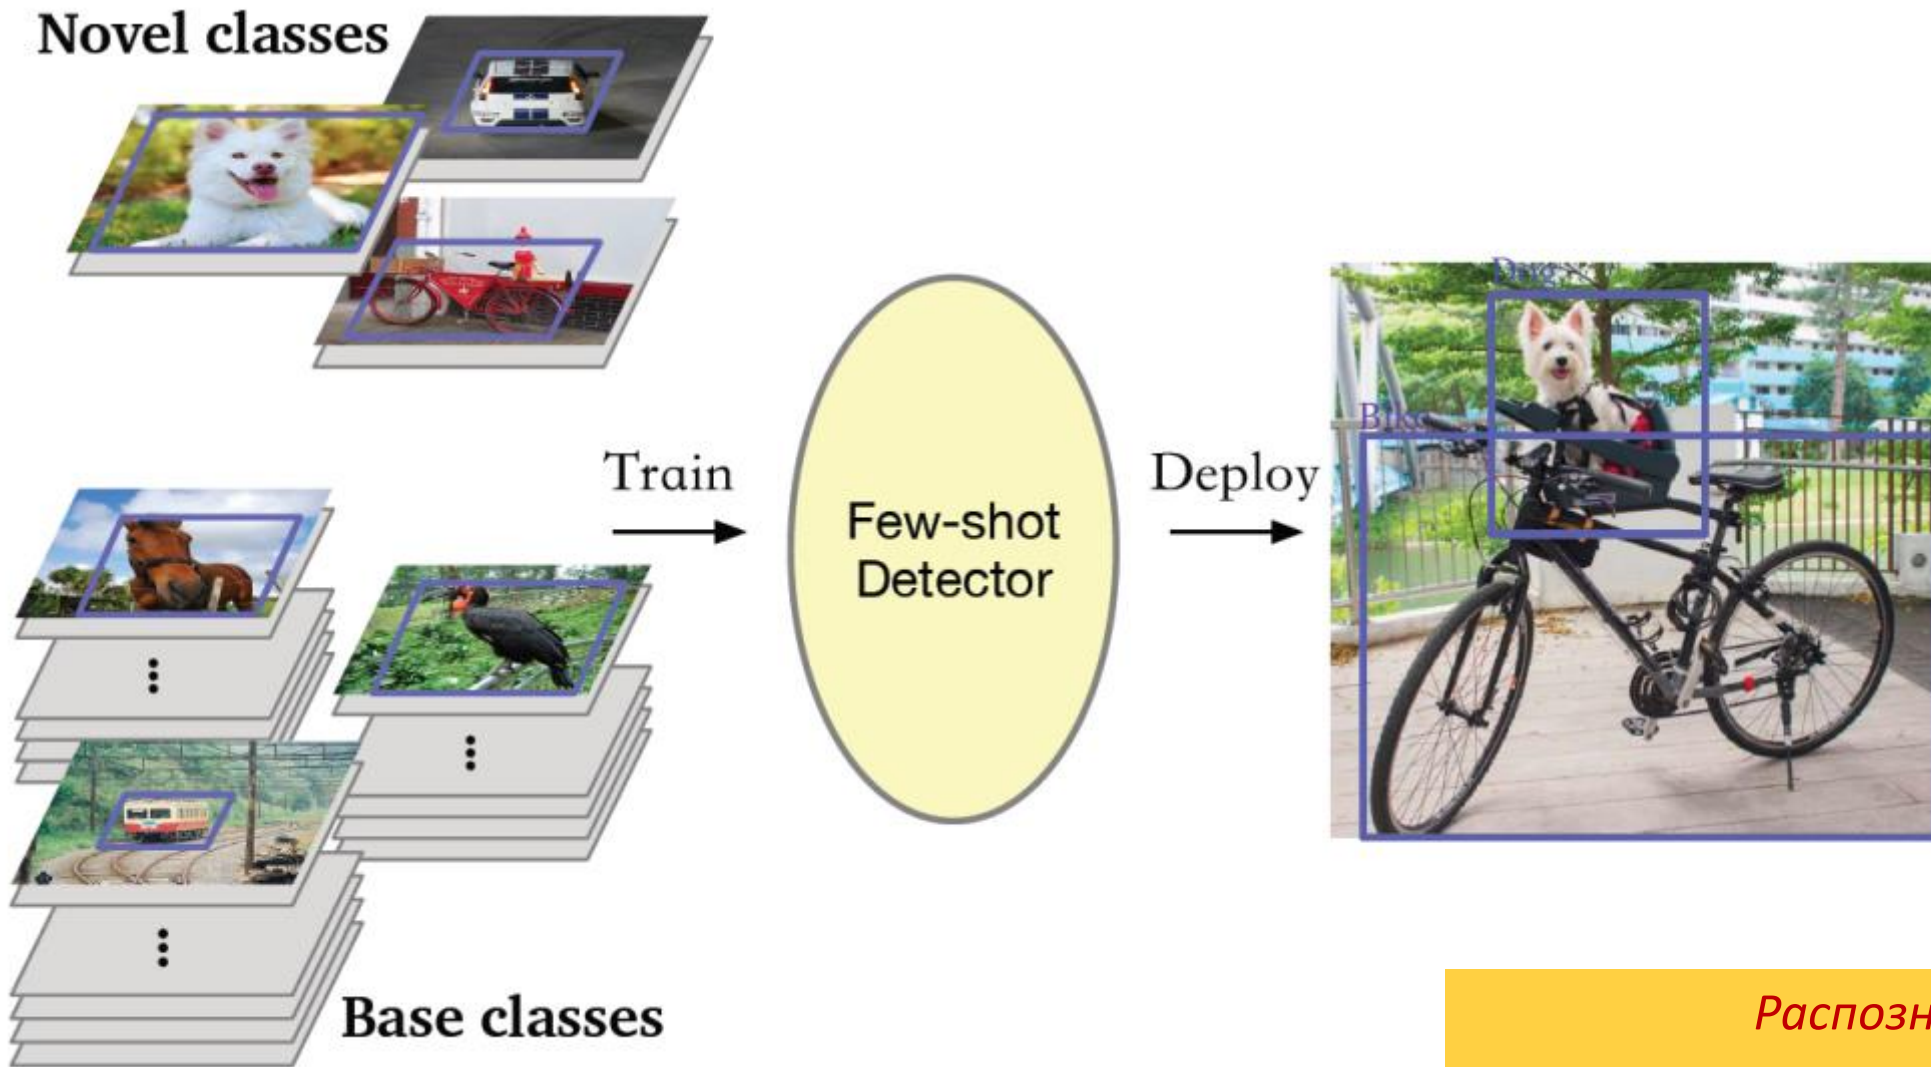 Novel classes
Train
Few-shot
Detector
Deploy
Dog
Bike
Base classes
Распозн